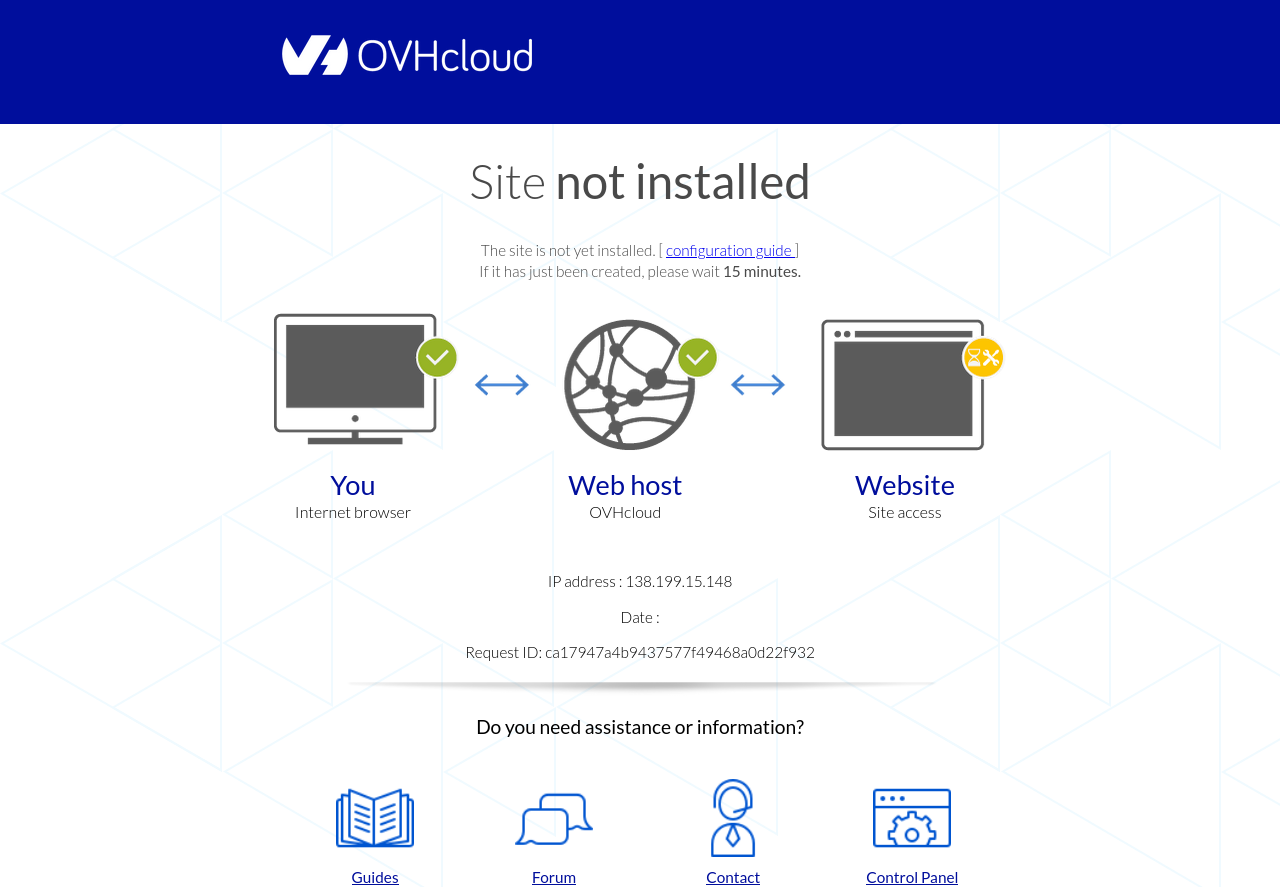 OVHcloud
Site not installed
The site is not yet installed. [ configuration guide ]
If it has just been created, please wait 15 minutes.
You
Internet browser
Web host
OVHcloud
Website
Site access
IP address : 138.199.15.148
Date :
Request ID: ca17947a4b9437577f49468a0d22f932
Do you need assistance or information?
Guides
Forum
Contact
Control Panel